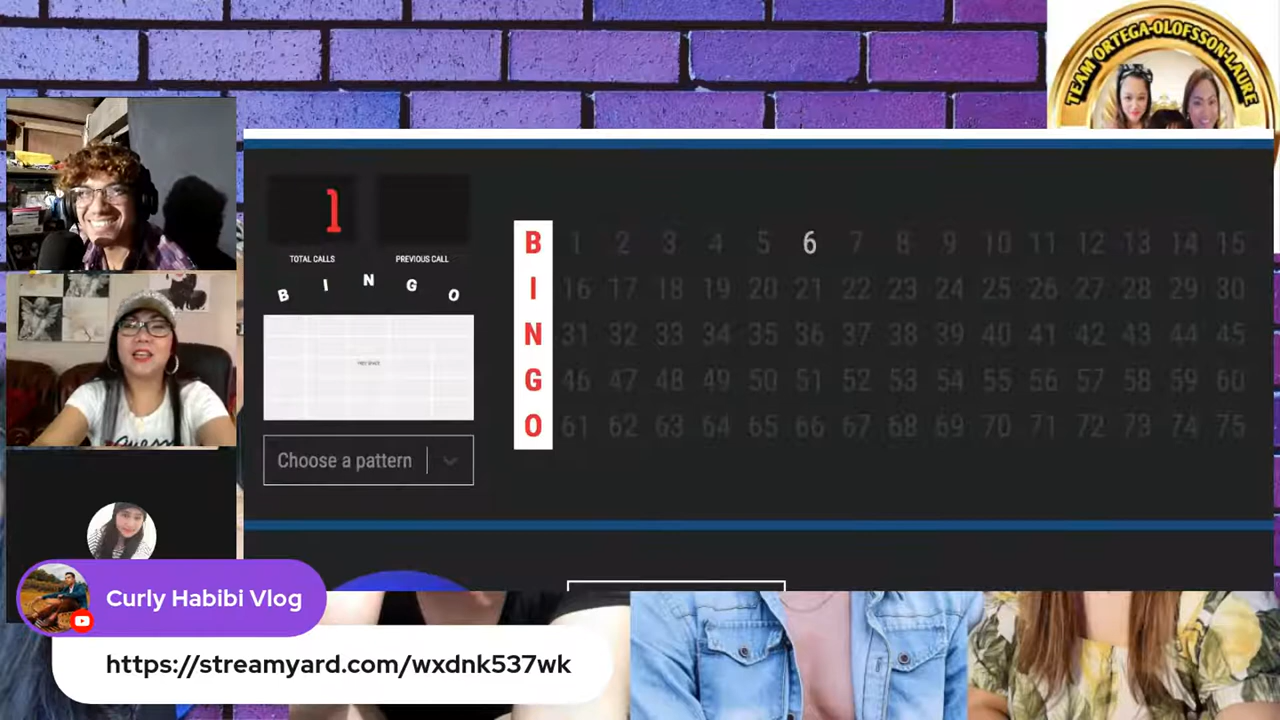 TEAM ORTEGA-OLOFSSON-LAURE
1
TOTAL CALLS
PREVIOUS CALL
B I N G O
Choose a pattern
B 1 2 3 4 5 6 7 8 9 10 11 12 13 14 15
I 16 17 18 19 20 21 22 23 24 25 26 27 28 29 30
N 31 32 33 34 35 36 37 38 39 40 41 42 43 44 45
G 46 47 48 49 50 51 52 53 54 55 56 57 58 59 60
O 61 62 63 64 65 66 67 68 69 70 71 72 73 74 75
Curly Habibi Vlog
https://streamyard.com/wxdnk537wk